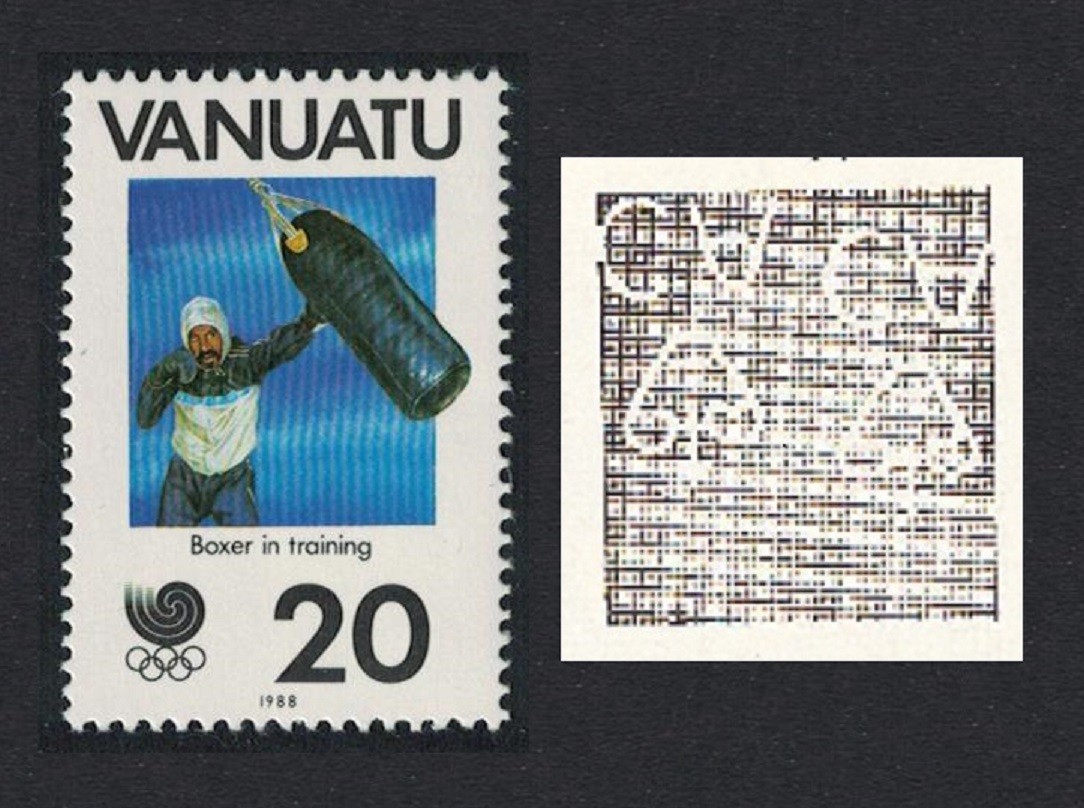 VANUATU
Boxer in training
20
1988